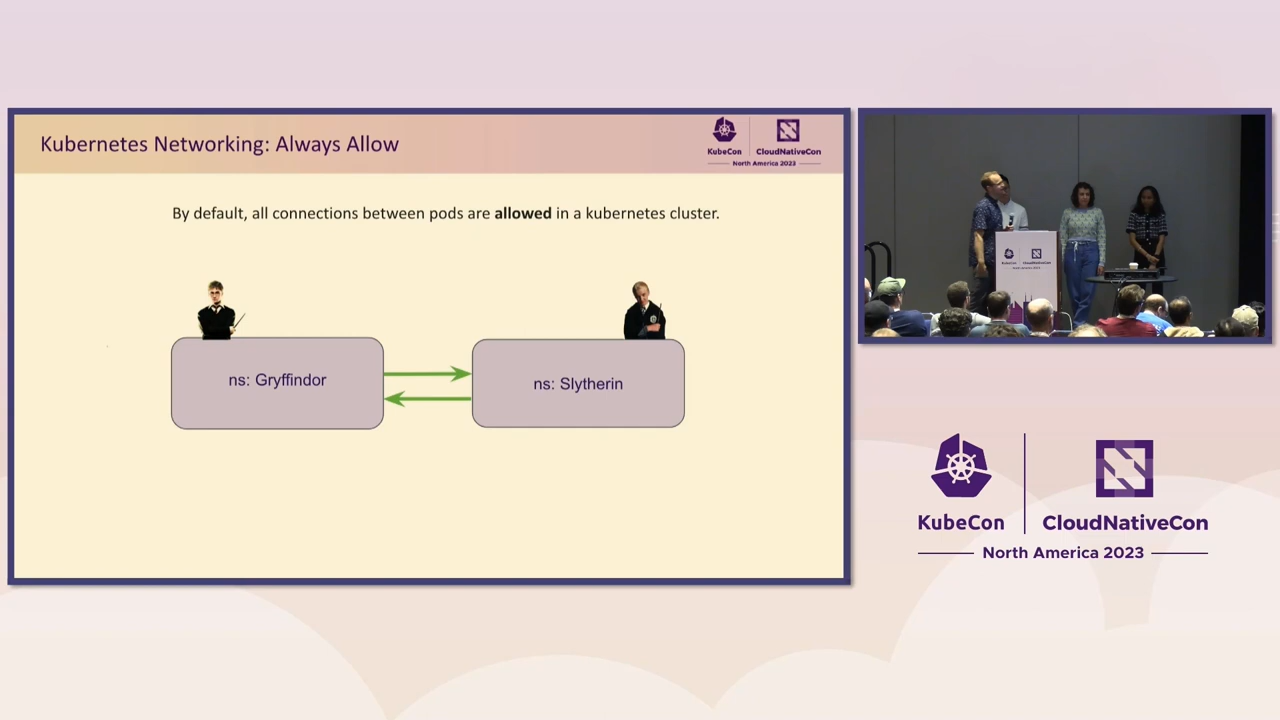 Kubernetes Networking: Always Allow
KubeCon
CloudNativeCon
North America 2023
By default, all connections between pods are allowed in a kubernetes cluster.
ns: Gryffindor
ns: Slytherin
KubeCon
CloudNativeCon
North America 2023